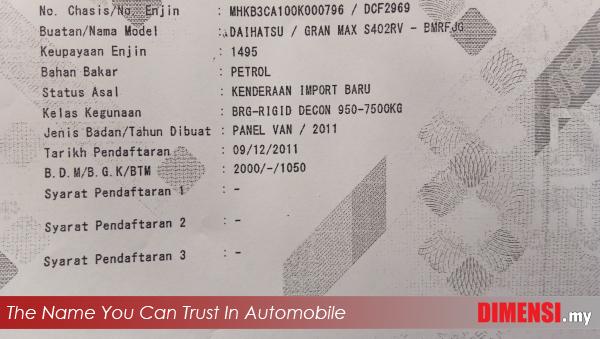 No. Chasis/No. Enjin : MHKB3CA100K000796 / DCF2969
Buatan/Nama Model : DAIHATSU / GRAN MAX S402RV - BMRFJG
Keupayaan Enjin : 1495
Bahan Bakar : PETROL
Status Asal : KENDERAAN IMPORT BARU
Kelas Kegunaan : BRG-RIGID DECON 950-7500KG
Jenis Badan/Tahun Dibuat : PANEL VAN / 2011
Tarikh Pendaftaran : 09/12/2011
B.D.M/B.G.K/BTM : 2000/-/1050
Syarat Pendaftaran 1 : -
Syarat Pendaftaran 2 : -
Syarat Pendaftaran 3 : -
The Name You Can Trust In Automobile
DIMENSI.my